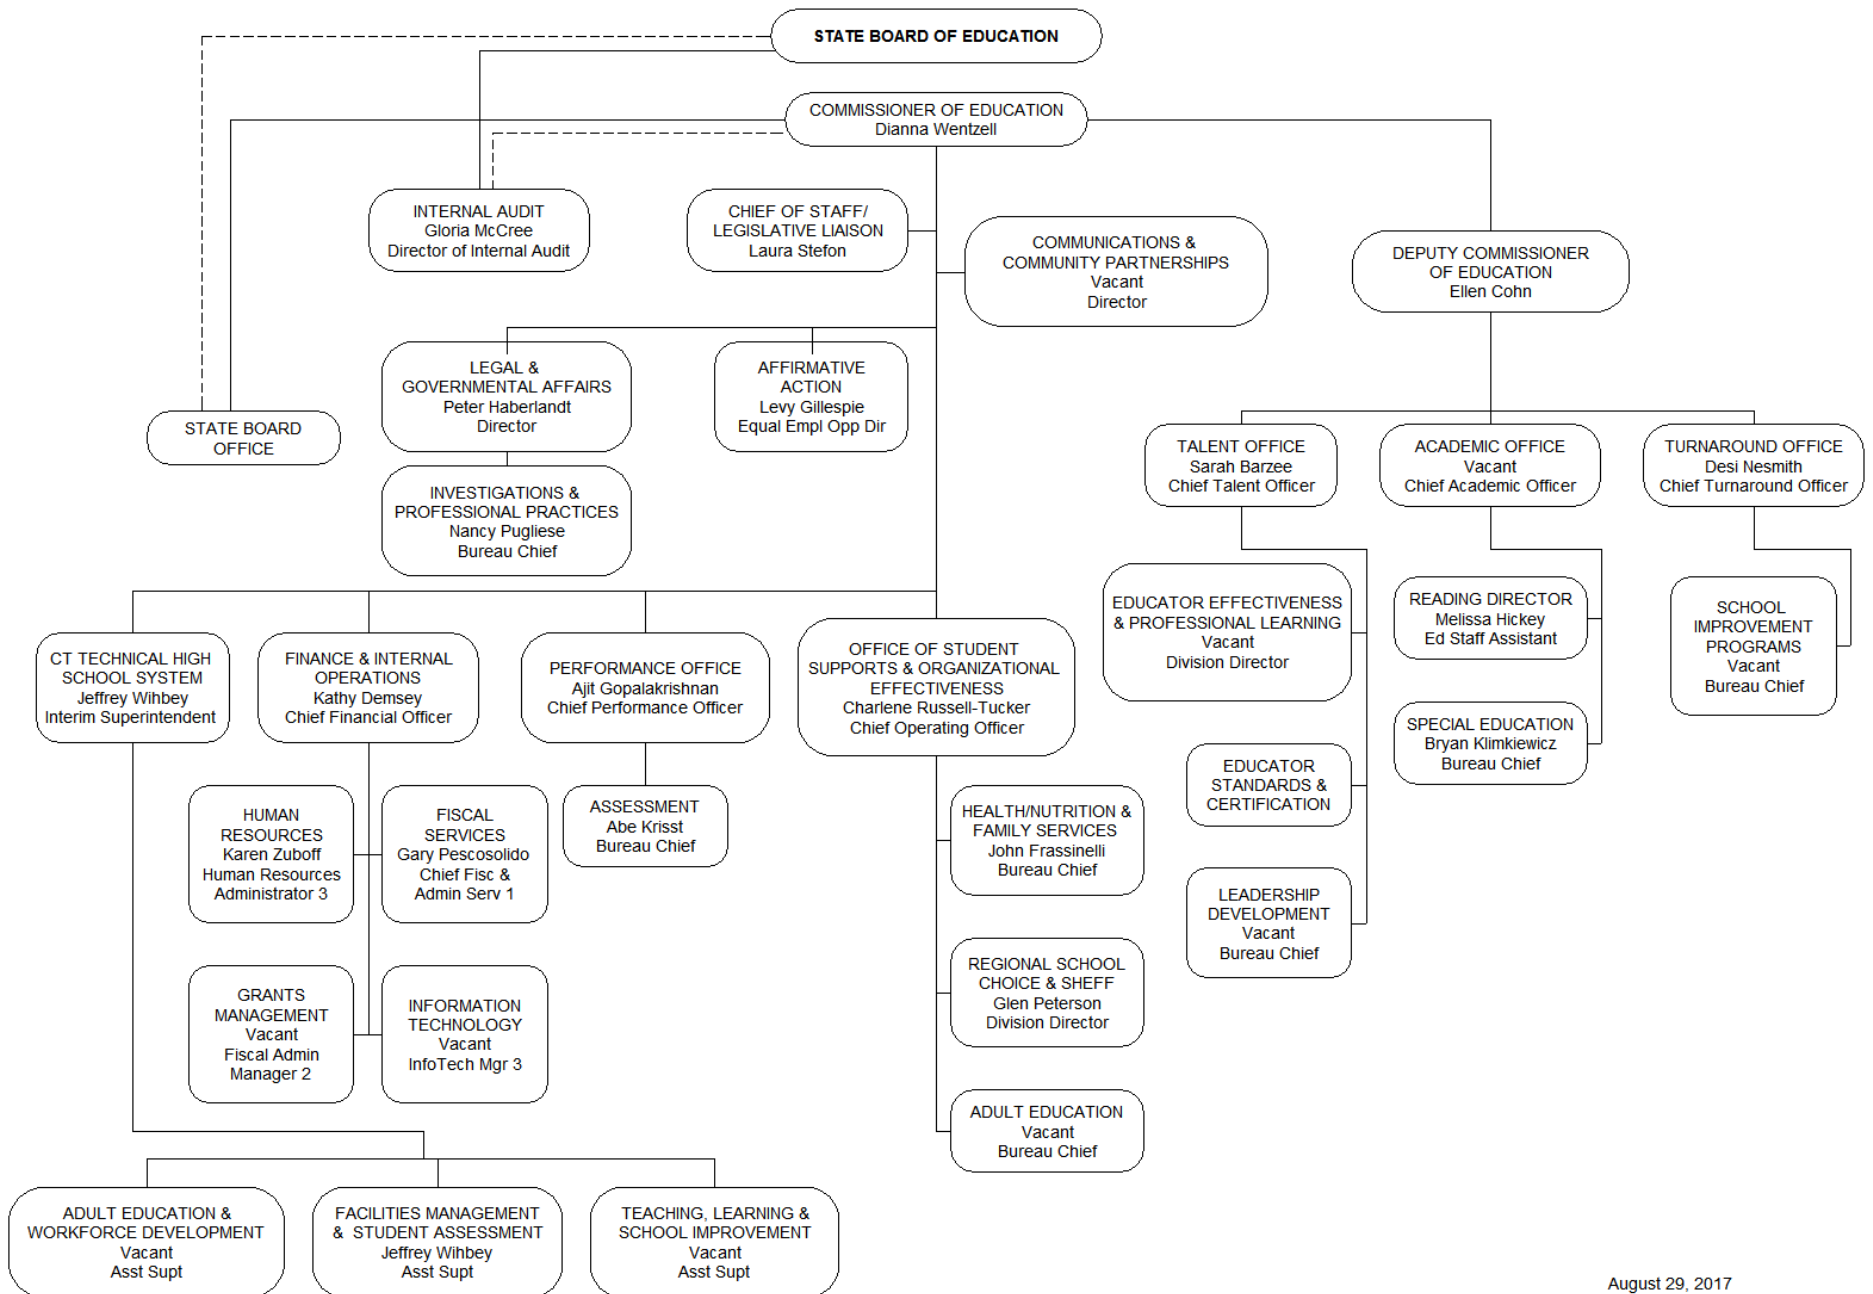 STATE BOARD OF EDUCATION
COMMISSIONER OF EDUCATION
Dianna Wentzell
INTERNAL AUDIT
Gloria McCree
Director of Internal Audit
CHIEF OF STAFF/
LEGISLATIVE LIAISON
Laura Stefon
COMMUNICATIONS &
COMMUNITY PARTNERSHIPS
Vacant
Director
DEPUTY COMMISSIONER
OF EDUCATION
Ellen Cohn
LEGAL &
GOVERNMENTAL AFFAIRS
Peter Haberlandt
Director
AFFIRMATIVE
ACTION
Levy Gillespie
Equal Empl Opp Dir
STATE BOARD
OFFICE
TALENT OFFICE
Sarah Barzee
Chief Talent Officer
ACADEMIC OFFICE
Vacant
Chief Academic Officer
TURNAROUND OFFICE
Desi Nesmith
Chief Turnaround Officer
INVESTIGATIONS &
PROFESSIONAL PRACTICES
Nancy Pugliese
Bureau Chief
EDUCATOR EFFECTIVENESS
& PROFESSIONAL LEARNING
Vacant
Division Director
READING DIRECTOR
Melissa Hickey
Ed Staff Assistant
SCHOOL
IMPROVEMENT
PROGRAMS
Vacant
Bureau Chief
CT TECHNICAL HIGH
SCHOOL SYSTEM
Jeffrey Wihbey
Interim Superintendent
FINANCE & INTERNAL
OPERATIONS
Kathy Demsey
Chief Financial Officer
PERFORMANCE OFFICE
Ajit Gopalakrishnan
Chief Performance Officer
OFFICE OF STUDENT
SUPPORTS & ORGANIZATIONAL
EFFECTIVENESS
Charlene Russell-Tucker
Chief Operating Officer
SPECIAL EDUCATION
Bryan Klimkiewicz
Bureau Chief
EDUCATOR
STANDARDS &
CERTIFICATION
HUMAN
RESOURCES
Karen Zuboff
Human Resources
Administrator 3
FISCAL
SERVICES
Gary Pescosolido
Chief Fisc &
Admin Serv 1
ASSESSMENT
Abe Krisst
Bureau Chief
HEALTH/NUTRITION &
FAMILY SERVICES
John Frassinelli
Bureau Chief
LEADERSHIP
DEVELOPMENT
Vacant
Bureau Chief
GRANTS
MANAGEMENT
Vacant
Fiscal Admin
Manager 2
INFORMATION
TECHNOLOGY
Vacant
InfoTech Mgr 3
REGIONAL SCHOOL
CHOICE & SHEFF
Glen Peterson
Division Director
ADULT EDUCATION
Vacant
Bureau Chief
ADULT EDUCATION &
WORKFORCE DEVELOPMENT
Vacant
Asst Supt
FACILITIES MANAGEMENT
& STUDENT ASSESSMENT
Jeffrey Wihbey
Asst Supt
TEACHING, LEARNING &
SCHOOL IMPROVEMENT
Vacant
Asst Supt
August 29, 2017